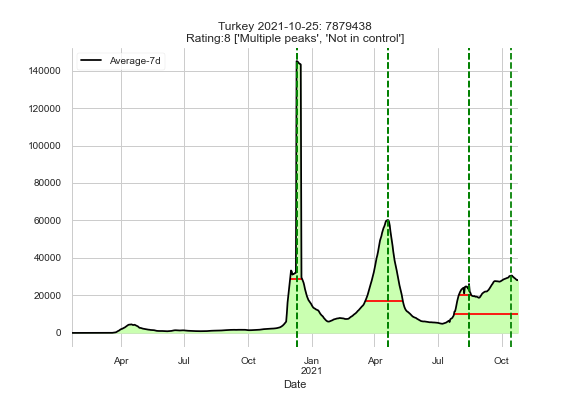 Turkey 2021-10-25: 7879438
Rating:8 ['Multiple peaks', 'Not in control']
Average-7d
140000
120000
100000
80000
60000
40000
20000
0
Apr Jul Oct Jan Apr Jul Oct
2021
Date